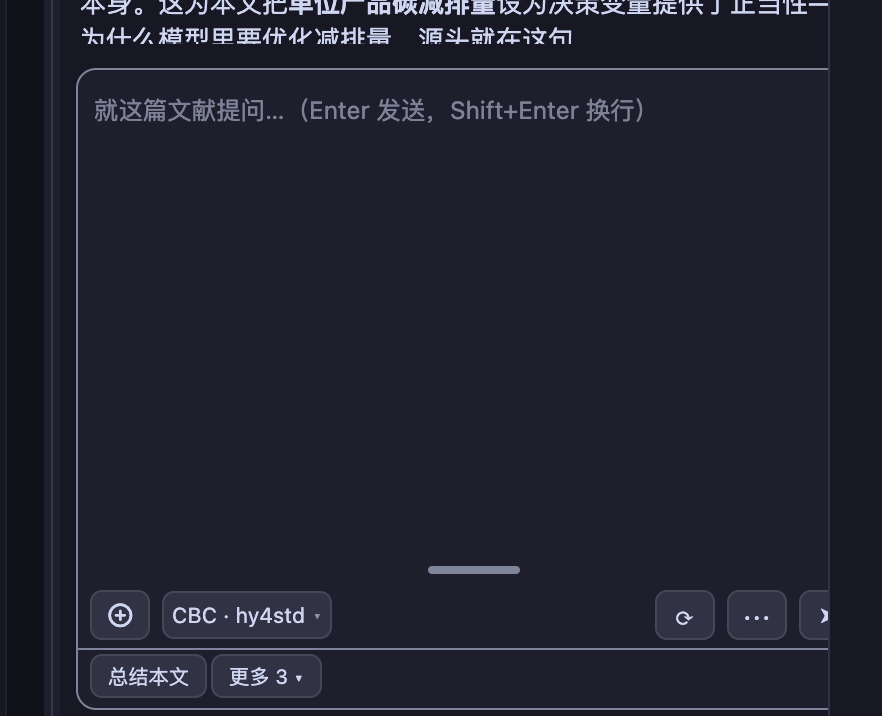 本身。这为本文把单位产品碳减排量设为决策变量提供了正当性—
为什么模型里要优化减排量，源头就在这句
就这篇文献提问...（Enter 发送，Shift+Enter 换行）
CBC · hy4std ▾
⟳ ...
总结本文 更多 3 ▾